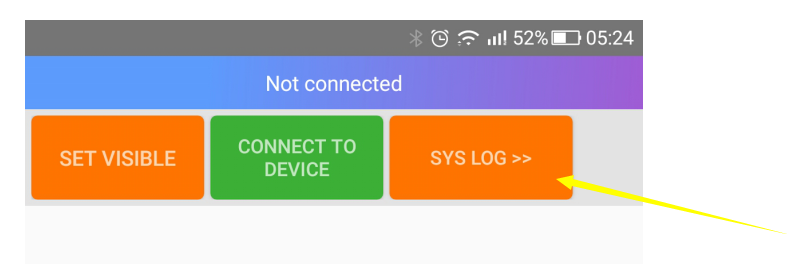 52% 05:24
Not connected
SET VISIBLE
CONNECT TO
DEVICE
SYS LOG >>